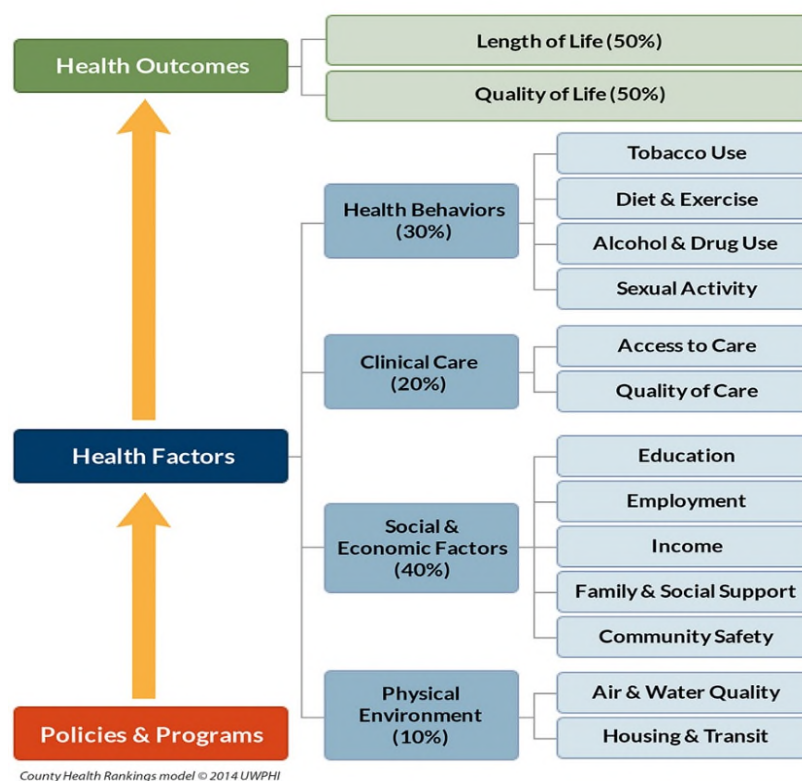 Health Outcomes
Length of Life (50%)
Quality of Life (50%)
Health Factors
Health Behaviors
(30%)
Tobacco Use
Diet & Exercise
Alcohol & Drug Use
Sexual Activity
Clinical Care
(20%)
Access to Care
Quality of Care
Social &
Economic Factors
(40%)
Education
Employment
Income
Family & Social Support
Community Safety
Physical
Environment
(10%)
Air & Water Quality
Housing & Transit
Policies & Programs
County Health Rankings model © 2014 UWPHI